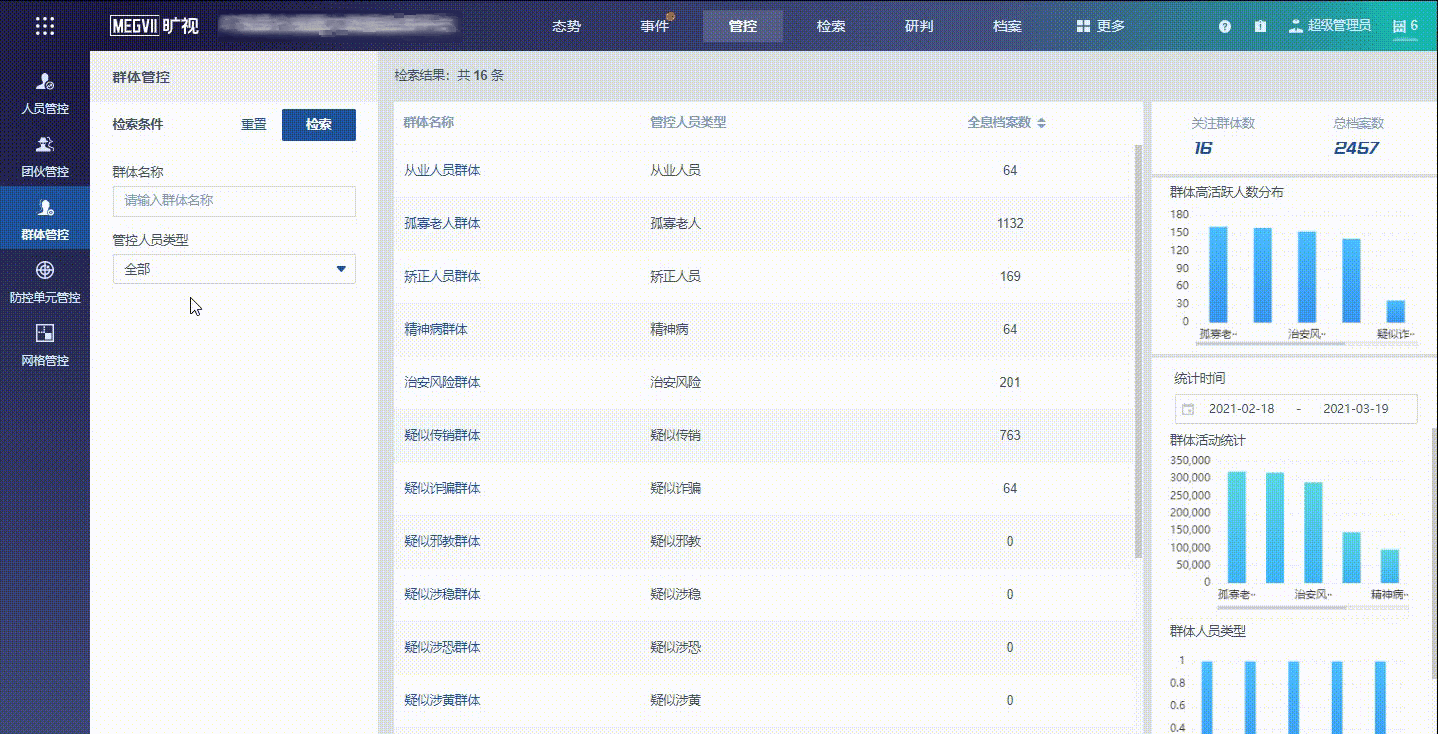 MEGVII 旷视
态势 事件 管控 检索 研判 档案 更多
超级管理员 6
人员管控
团伙管控
群体管控
防控单元管控
网格管控
群体管控
检索条件 重置 检索
群体名称
请输入群体名称
管控人员类型
全部
检索结果：共 16 条
群体名称 管控人员类型 全息档案数
从业人员群体 从业人员 64
孤寡老人群体 孤寡老人 1132
矫正人员群体 矫正人员 169
精神病群体 精神病 64
治安风险群体 治安风险 201
疑似传销群体 疑似传销 763
疑似诈骗群体 疑似诈骗 64
疑似邪教群体 疑似邪教 0
疑似涉稳群体 疑似涉稳 0
疑似涉恐群体 疑似涉恐 0
疑似涉黄群体 疑似涉黄 0
关注群体数 总档案数
16 2457
群体高活跃人数分布
180
150
120
90
60
30
0
孤寡老·· 治安风·· 疑似诈··
统计时间
2021-02-18 - 2021-03-19
群体活动统计
350,000
300,000
250,000
200,000
150,000
100,000
50,000
0
孤寡老·· 治安风·· 精神病··
群体人员类型
1
0.8
0.6
0.4